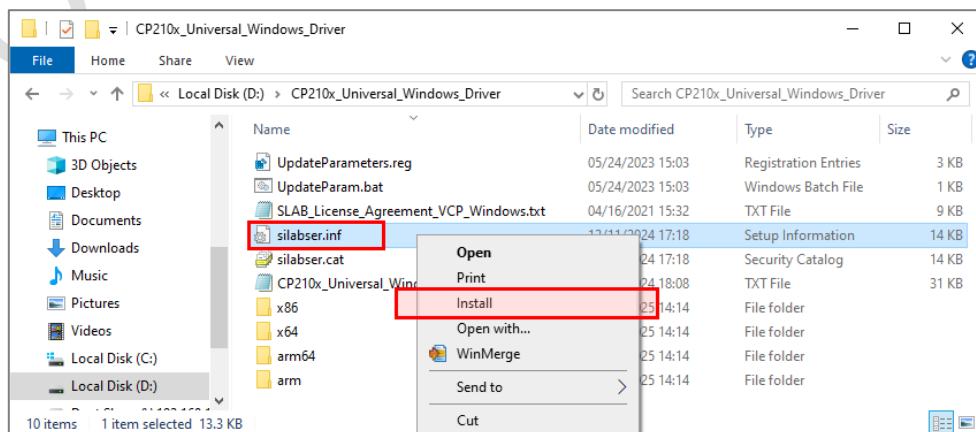 CP210x_Universal_Windows_Driver
File Home Share View
« Local Disk (D:) > CP210x_Universal_Windows_Driver Search CP210x_Universal_Windows_Driver
Name Date modified Type Size
This PC
3D Objects
Desktop
Documents
Downloads
Music
Pictures
Videos
Local Disk (C:)
Local Disk (D:)
UpdateParameters.reg 05/24/2023 15:03 Registration Entries 3 KB
UpdateParam.bat 05/24/2023 15:03 Windows Batch File 1 KB
SLAB_License_Agreement_VCP_Windows.txt 04/16/2021 15:32 TXT File 9 KB
silabser.inf 17:18 Setup Information 14 KB
silabser.cat 24 17:18 Security Catalog 14 KB
CP210x_Universal_Wind 24 18:08 TXT File 31 KB
x86 25 14:14 File folder
x64 25 14:14 File folder
arm64 25 14:14 File folder
arm 25 14:14 File folder
Open
Print
Install
Open with...
WinMerge
Send to
Cut
10 items 1 item selected 13.3 KB